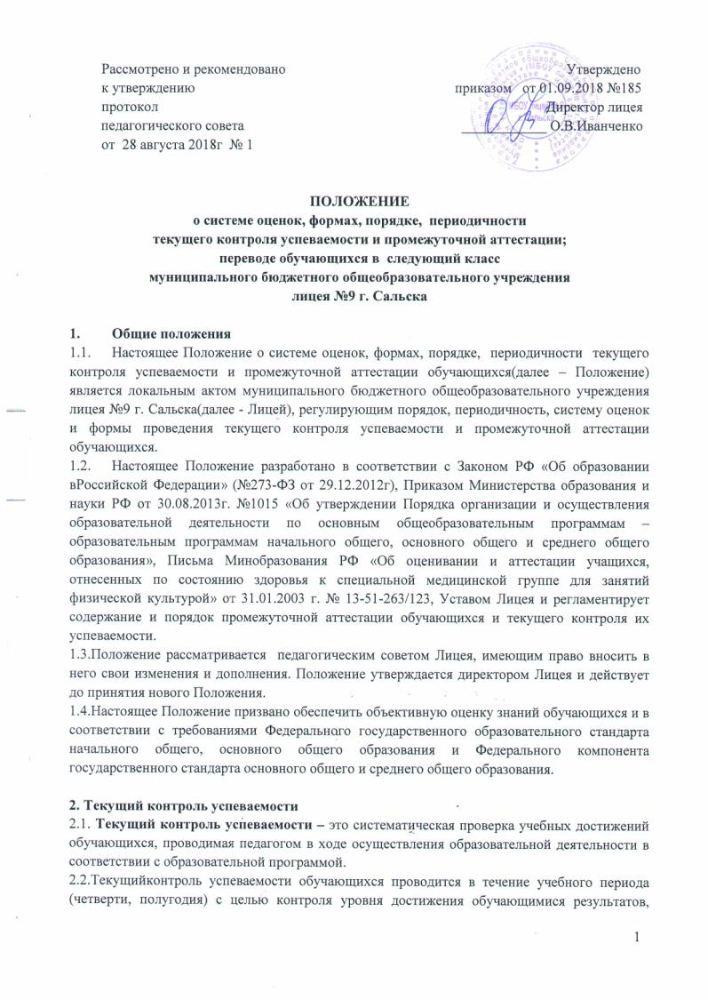 Рассмотрено и рекомендовано
к утверждению
протокол
педагогического совета
от 28 августа 2018г № 1
Утверждено
приказом от 01.09.2018 №185
Директор лицея
О.В.Иванченко
ПОЛОЖЕНИЕ
о системе оценок, формах, порядке, периодичности
текущего контроля успеваемости и промежуточной аттестации;
переводе обучающихся в следующий класс
муниципального бюджетного общеобразовательного учреждения
лицея №9 г. Сальска
1. Общие положения
1.1. Настоящее Положение о системе оценок, формах, порядке, периодичности текущего
контроля успеваемости и промежуточной аттестации обучающихся(далее – Положение)
является локальным актом муниципального бюджетного общеобразовательного учреждения
лицея №9 г. Сальска(далее - Лицей), регулирующим порядок, периодичность, систему оценок
и формы проведения текущего контроля успеваемости и промежуточной аттестации
обучающихся.
1.2. Настоящее Положение разработано в соответствии с Законом РФ «Об образовании
вРоссийской Федерации» (№273-ФЗ от 29.12.2012г), Приказом Министерства образования и
науки РФ от 30.08.2013г. №1015 «Об утверждении Порядка организации и осуществления
образовательной деятельности по основным общеобразовательным программам –
образовательным программам начального общего, основного общего и среднего общего
образования», Письма Минобразования РФ «Об оценивании и аттестации учащихся,
отнесенных по состоянию здоровья к специальной медицинской группе для занятий
физической культурой» от 31.01.2003 г. № 13-51-263/123, Уставом Лицея и регламентирует
содержание и порядок промежуточной аттестации обучающихся и текущего контроля их
успеваемости.
1.3.Положение рассматривается педагогическим советом Лицея, имеющим право вносить в
него свои изменения и дополнения. Положение утверждается директором Лицея и действует
до принятия нового Положения.
1.4.Настоящее Положение призвано обеспечить объективную оценку знаний обучающихся и в
соответствии с требованиями Федерального государственного образовательного стандарта
начального общего, основного общего образования и Федерального компонента
государственного стандарта основного общего и среднего общего образования.
2. Текущий контроль успеваемости
2.1. Текущий контроль успеваемости – это систематическая проверка учебных достижений
обучающихся, проводимая педагогом в ходе осуществления образовательной деятельности в
соответствии с образовательной программой.
2.2.Текущийконтроль успеваемости обучающихся проводится в течение учебного периода
(четверти, полугодия) с целью контроля уровня достижения обучающимися результатов,
1